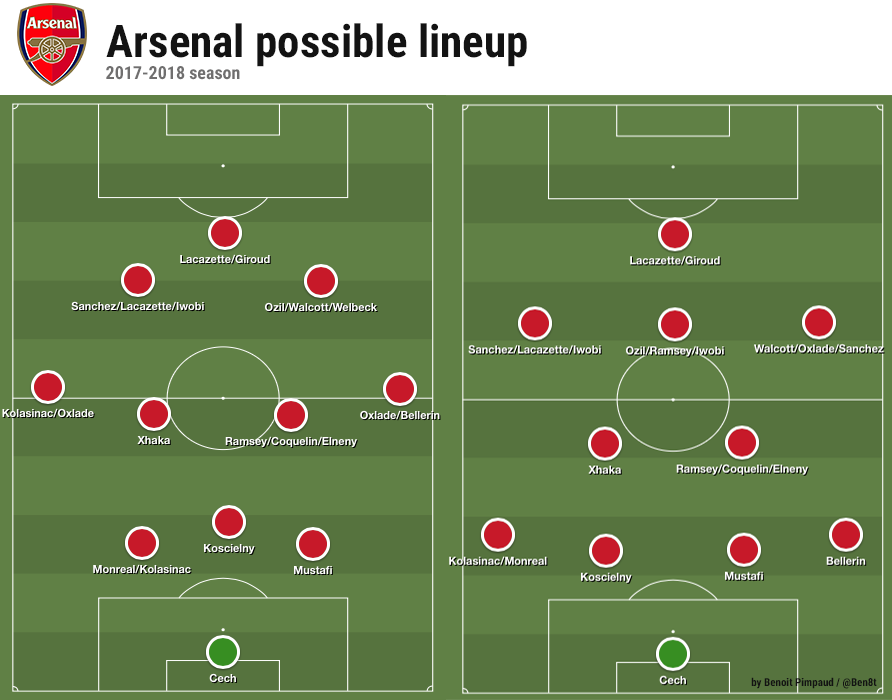 Arsenal
Arsenal possible lineup
2017-2018 season
Lacazette/Giroud
Sanchez/Lacazette/Iwobi
Ozil/Walcott/Welbeck
Kolasinac/Oxlade
Xhaka
Ramsey/Coquelin/Elneny
Oxlade/Bellerin
Monreal/Kolasinac
Koscielny
Mustafi
Cech
Lacazette/Giroud
Sanchez/Lacazette/Iwobi
Ozil/Ramsey/Iwobi
Walcott/Oxlade/Sanchez
Xhaka
Ramsey/Coquelin/Elneny
Kolasinac/Monreal
Koscielny
Mustafi
Bellerin
Cech
by Benoit Pimpaud / @Ben8t